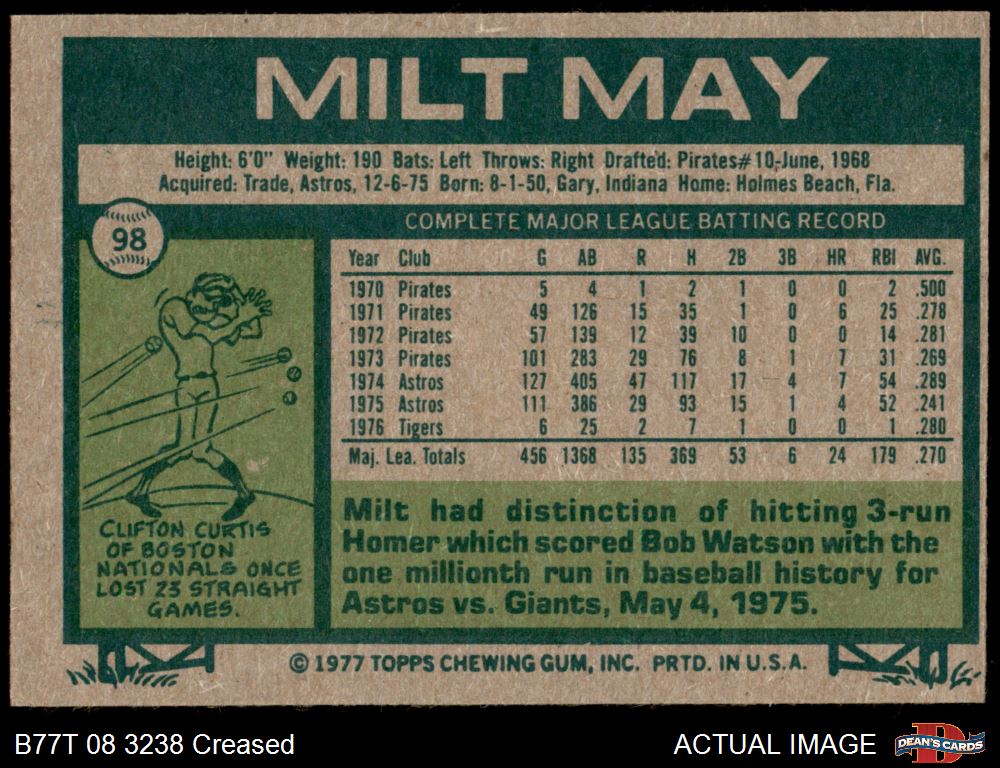 MILT MAY
Height: 6'0" Weight: 190 Bats: Left Throws: Right Drafted: Pirates#10-June, 1968
Acquired: Trade, Astros, 12-6-75 Born: 8-1-50, Gary, Indiana Home: Holmes Beach, Fla.
98
COMPLETE MAJOR LEAGUE BATTING RECORD
Year Club G AB R H 2B 3B HR RBI AVG.
1970 Pirates 5 4 1 2 1 0 0 2 .500
1971 Pirates 49 126 15 35 1 0 6 25 .278
1972 Pirates 57 139 12 39 10 0 0 14 .281
1973 Pirates 101 283 29 76 8 1 7 31 .269
1974 Astros 127 405 47 117 17 4 7 54 .289
1975 Astros 111 386 29 93 15 1 4 52 .241
1976 Tigers 6 25 2 7 1 0 0 1 .280
Maj. Lea. Totals 456 1368 135 369 53 6 24 179 .270
CLIFTON CURTIS
OF BOSTON
NATIONALS ONCE
LOST 23 STRAIGHT
GAMES.
Milt had distinction of hitting 3-run
Homer which scored Bob Watson with the
one millionth run in baseball history for
Astros vs. Giants, May 4, 1975.
© 1977 TOPPS CHEWING GUM, INC. PRTD. IN U.S.A.
B77T 08 3238 Creased
ACTUAL IMAGE
D
DEAN'S CARDS